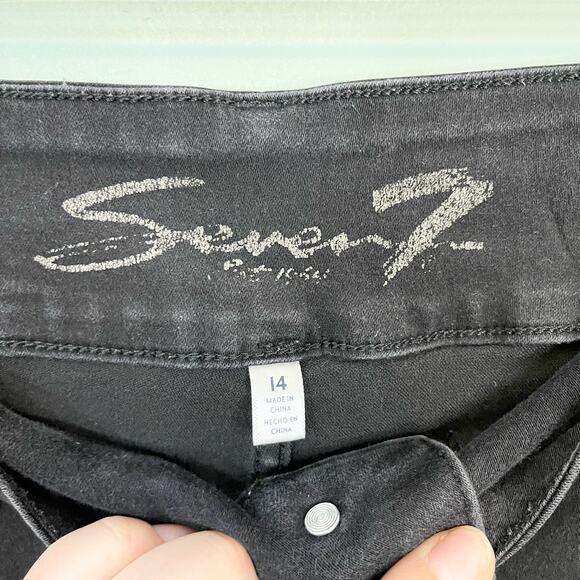 Seven7
14
MADE IN
CHINA
HECHO EN
CHINA